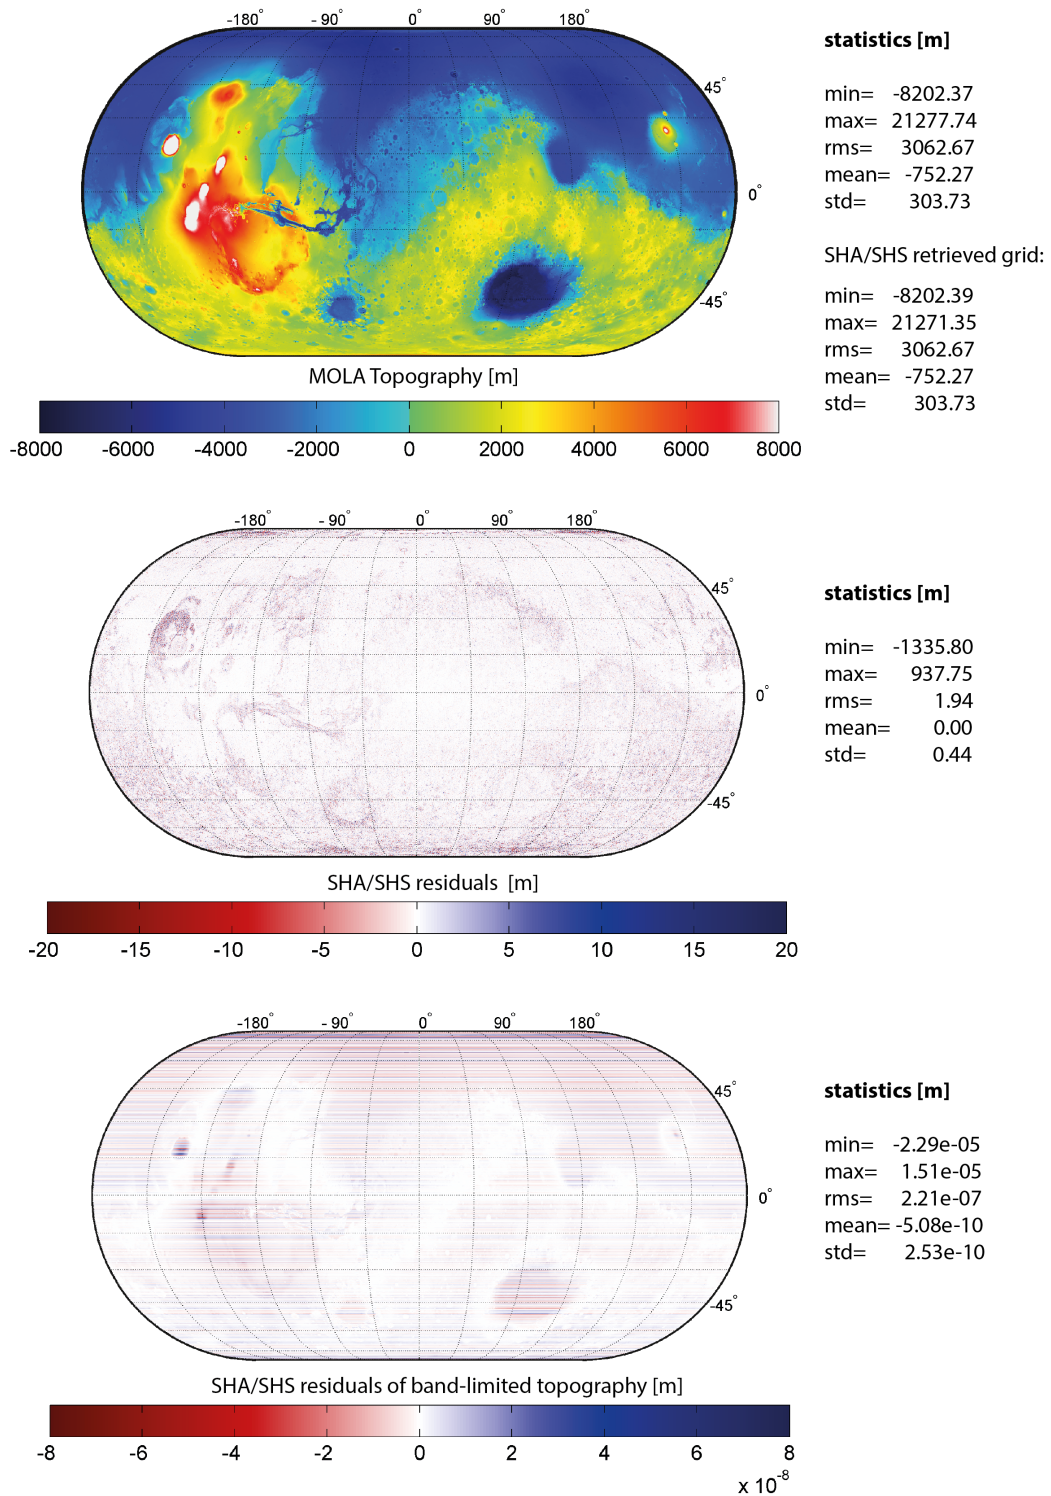 -180° - 90° 0° 90° 180°
45°
0°
-45°
MOLA Topography [m]
-8000 -6000 -4000 -2000 0 2000 4000 6000 8000
statistics [m]
min= -8202.37
max= 21277.74
rms= 3062.67
mean= -752.27
std= 303.73
SHA/SHS retrieved grid:
min= -8202.39
max= 21271.35
rms= 3062.67
mean= -752.27
std= 303.73
-180° - 90° 0° 90° 180°
45°
0°
-45°
SHA/SHS residuals [m]
-20 -15 -10 -5 0 5 10 15 20
statistics [m]
min= -1335.80
max= 937.75
rms= 1.94
mean= 0.00
std= 0.44
-180° - 90° 0° 90° 180°
45°
0°
-45°
SHA/SHS residuals of band-limited topography [m]
-8 -6 -4 -2 0 2 4 6 8
x 10⁻⁸
statistics [m]
min= -2.29e-05
max= 1.51e-05
rms= 2.21e-07
mean= -5.08e-10
std= 2.53e-10